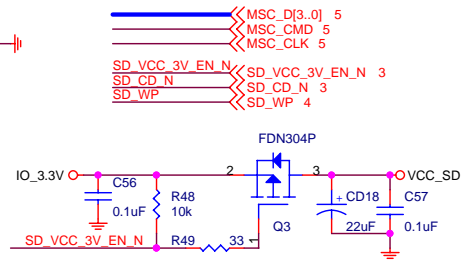 MSC_D[3..0] 5
MSC_CMD 5
MSC_CLK 5
SD_VCC_3V_EN_N SD_VCC_3V_EN_N 3
SD_CD_N SD_CD_N 3
SD_WP SD_WP 4
FDN304P
IO_3.3V 2 3 VCC_SD
C56 R48 CD18 C57
0.1uF 10k + Q3 22uF 0.1uF
SD_VCC_3V_EN_N R49 33 1